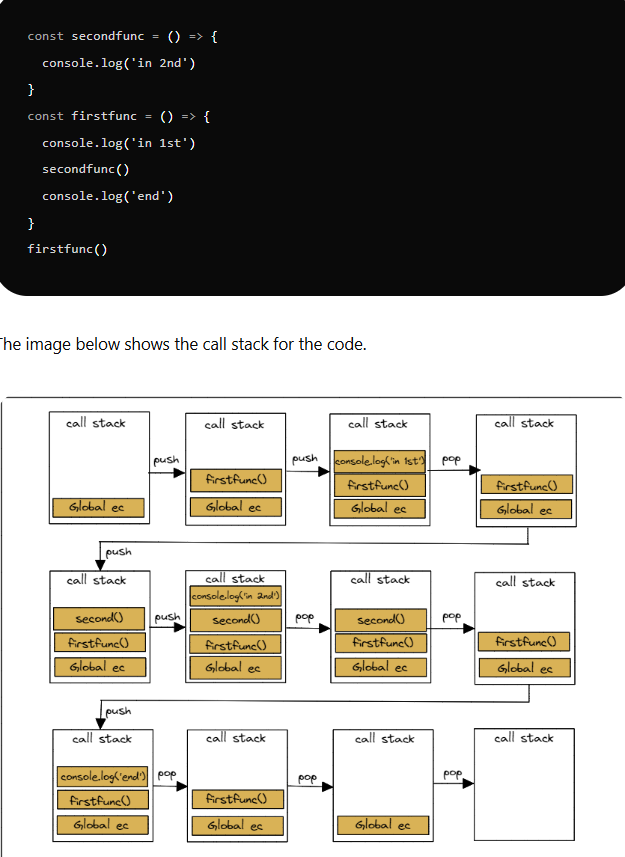 const secondfunc = () => {
console.log('in 2nd')
}
const firstfunc = () => {
console.log('in 1st')
secondfunc()
console.log('end')
}
firstfunc()
The image below shows the call stack for the code.
call stack
Global ec
push
call stack
firstfunc()
Global ec
push
call stack
console.log('in 1st')
firstfunc()
Global ec
pop
call stack
firstfunc()
Global ec
push
call stack
second()
firstfunc()
Global ec
push
call stack
console.log('in 2nd')
second()
firstfunc()
Global ec
pop
call stack
second()
firstfunc()
Global ec
pop
call stack
firstfunc()
Global ec
push
call stack
console.log('end')
firstfunc()
Global ec
pop
call stack
firstfunc()
Global ec
pop
call stack
Global ec
pop
call stack